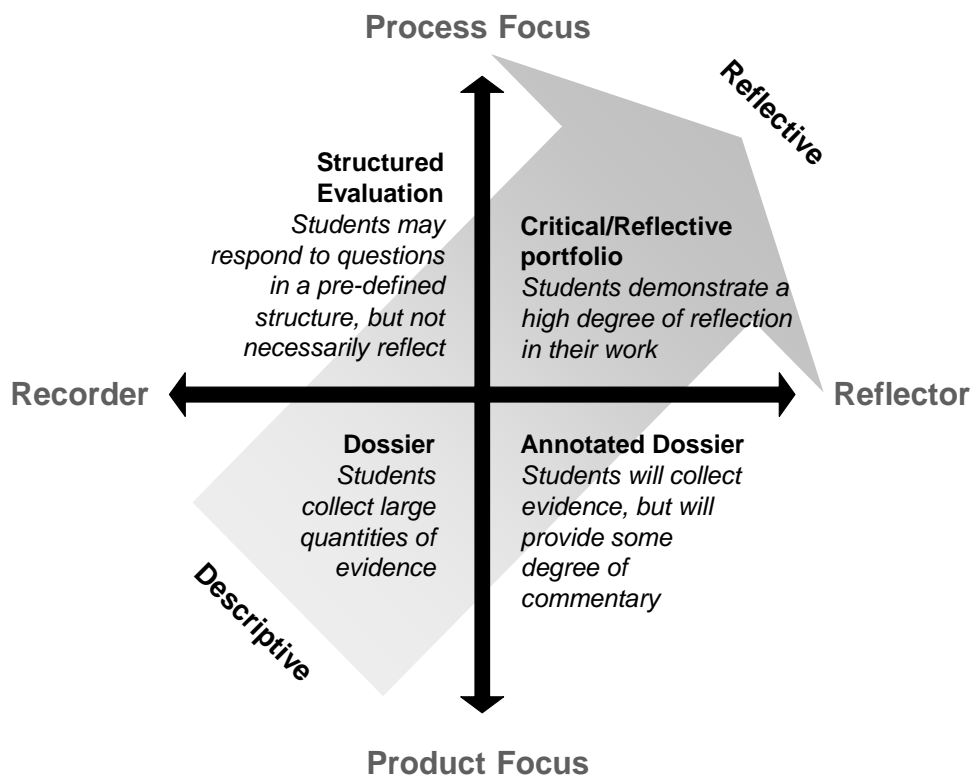 Process Focus
Reflective
Structured
Evaluation
Students may
respond to questions
in a pre-defined
structure, but not
necessarily reflect
Critical/Reflective
portfolio
Students demonstrate a
high degree of reflection
in their work
Recorder
Reflector
Dossier
Students
collect large
quantities of
evidence
Annotated Dossier
Students will collect
evidence, but will
provide some
degree of
commentary
Descriptive
Product Focus